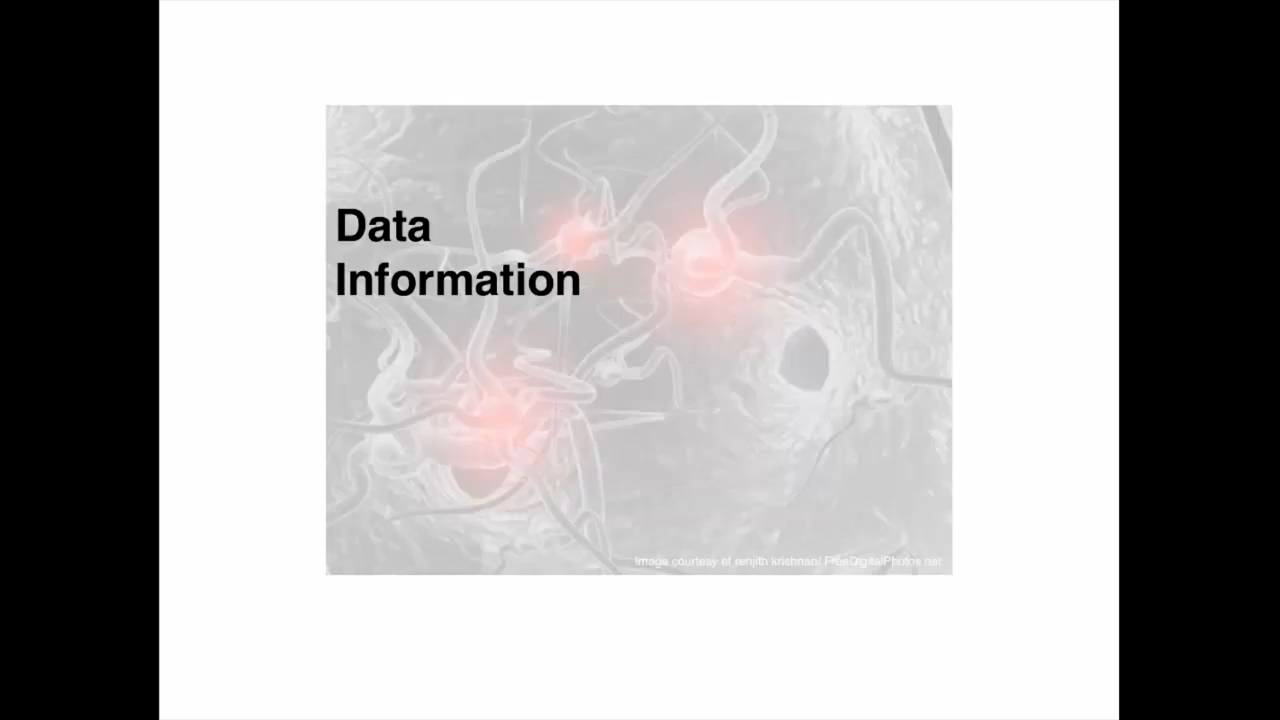 Data
Information
Image courtesy of renjith krishnan/ FreeDigitalPhotos.net